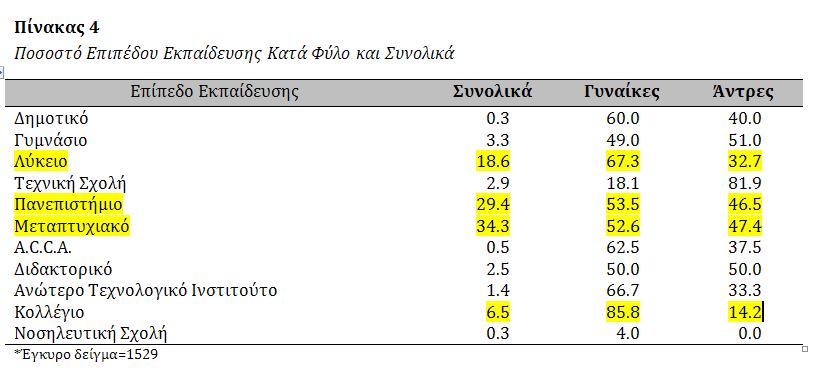 Πίνακας 4
Ποσοστό Επιπέδου Εκπαίδευσης Κατά Φύλο και Συνολικά
Επίπεδο Εκπαίδευσης Συνολικά Γυναίκες Άντρες
Δημοτικό 0.3 60.0 40.0
Γυμνάσιο 3.3 49.0 51.0
Λύκειο 18.6 67.3 32.7
Τεχνική Σχολή 2.9 18.1 81.9
Πανεπιστήμιο 29.4 53.5 46.5
Μεταπτυχιακό 34.3 52.6 47.4
A.C.C.A. 0.5 62.5 37.5
Διδακτορικό 2.5 50.0 50.0
Ανώτερο Τεχνολογικό Ινστιτούτο 1.4 66.7 33.3
Κολλέγιο 6.5 85.8 14.2
Νοσηλευτική Σχολή 0.3 4.0 0.0
*Έγκυρο δείγμα=1529